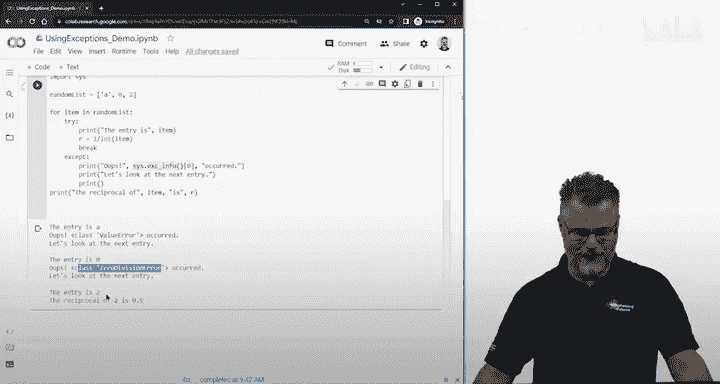 UsingExceptions_Demo.ipynb
File Edit View Insert Runtime Tools Help All changes saved
Comment
Share
+ Code + Text
RAM
Disk
Editing
import sys
randomList = ['a', 0, 2]
for item in randomList:
try:
print("The entry is", item)
r = 1/int(item)
break
except:
print("Oops!", sys.exc_info()[0], "occurred.")
print("Let's look at the next entry.")
print()
print("The reciprocal of", item, "is", r)
The entry is a
Oops! <class 'ValueError'> occurred.
Let's look at the next entry.
The entry is 0
Oops! <class 'ZeroDivisionError'> occurred.
Let's look at the next entry.
The entry is 2
The reciprocal of 2 is 0.5
completed at 9:42 AM
Incognito